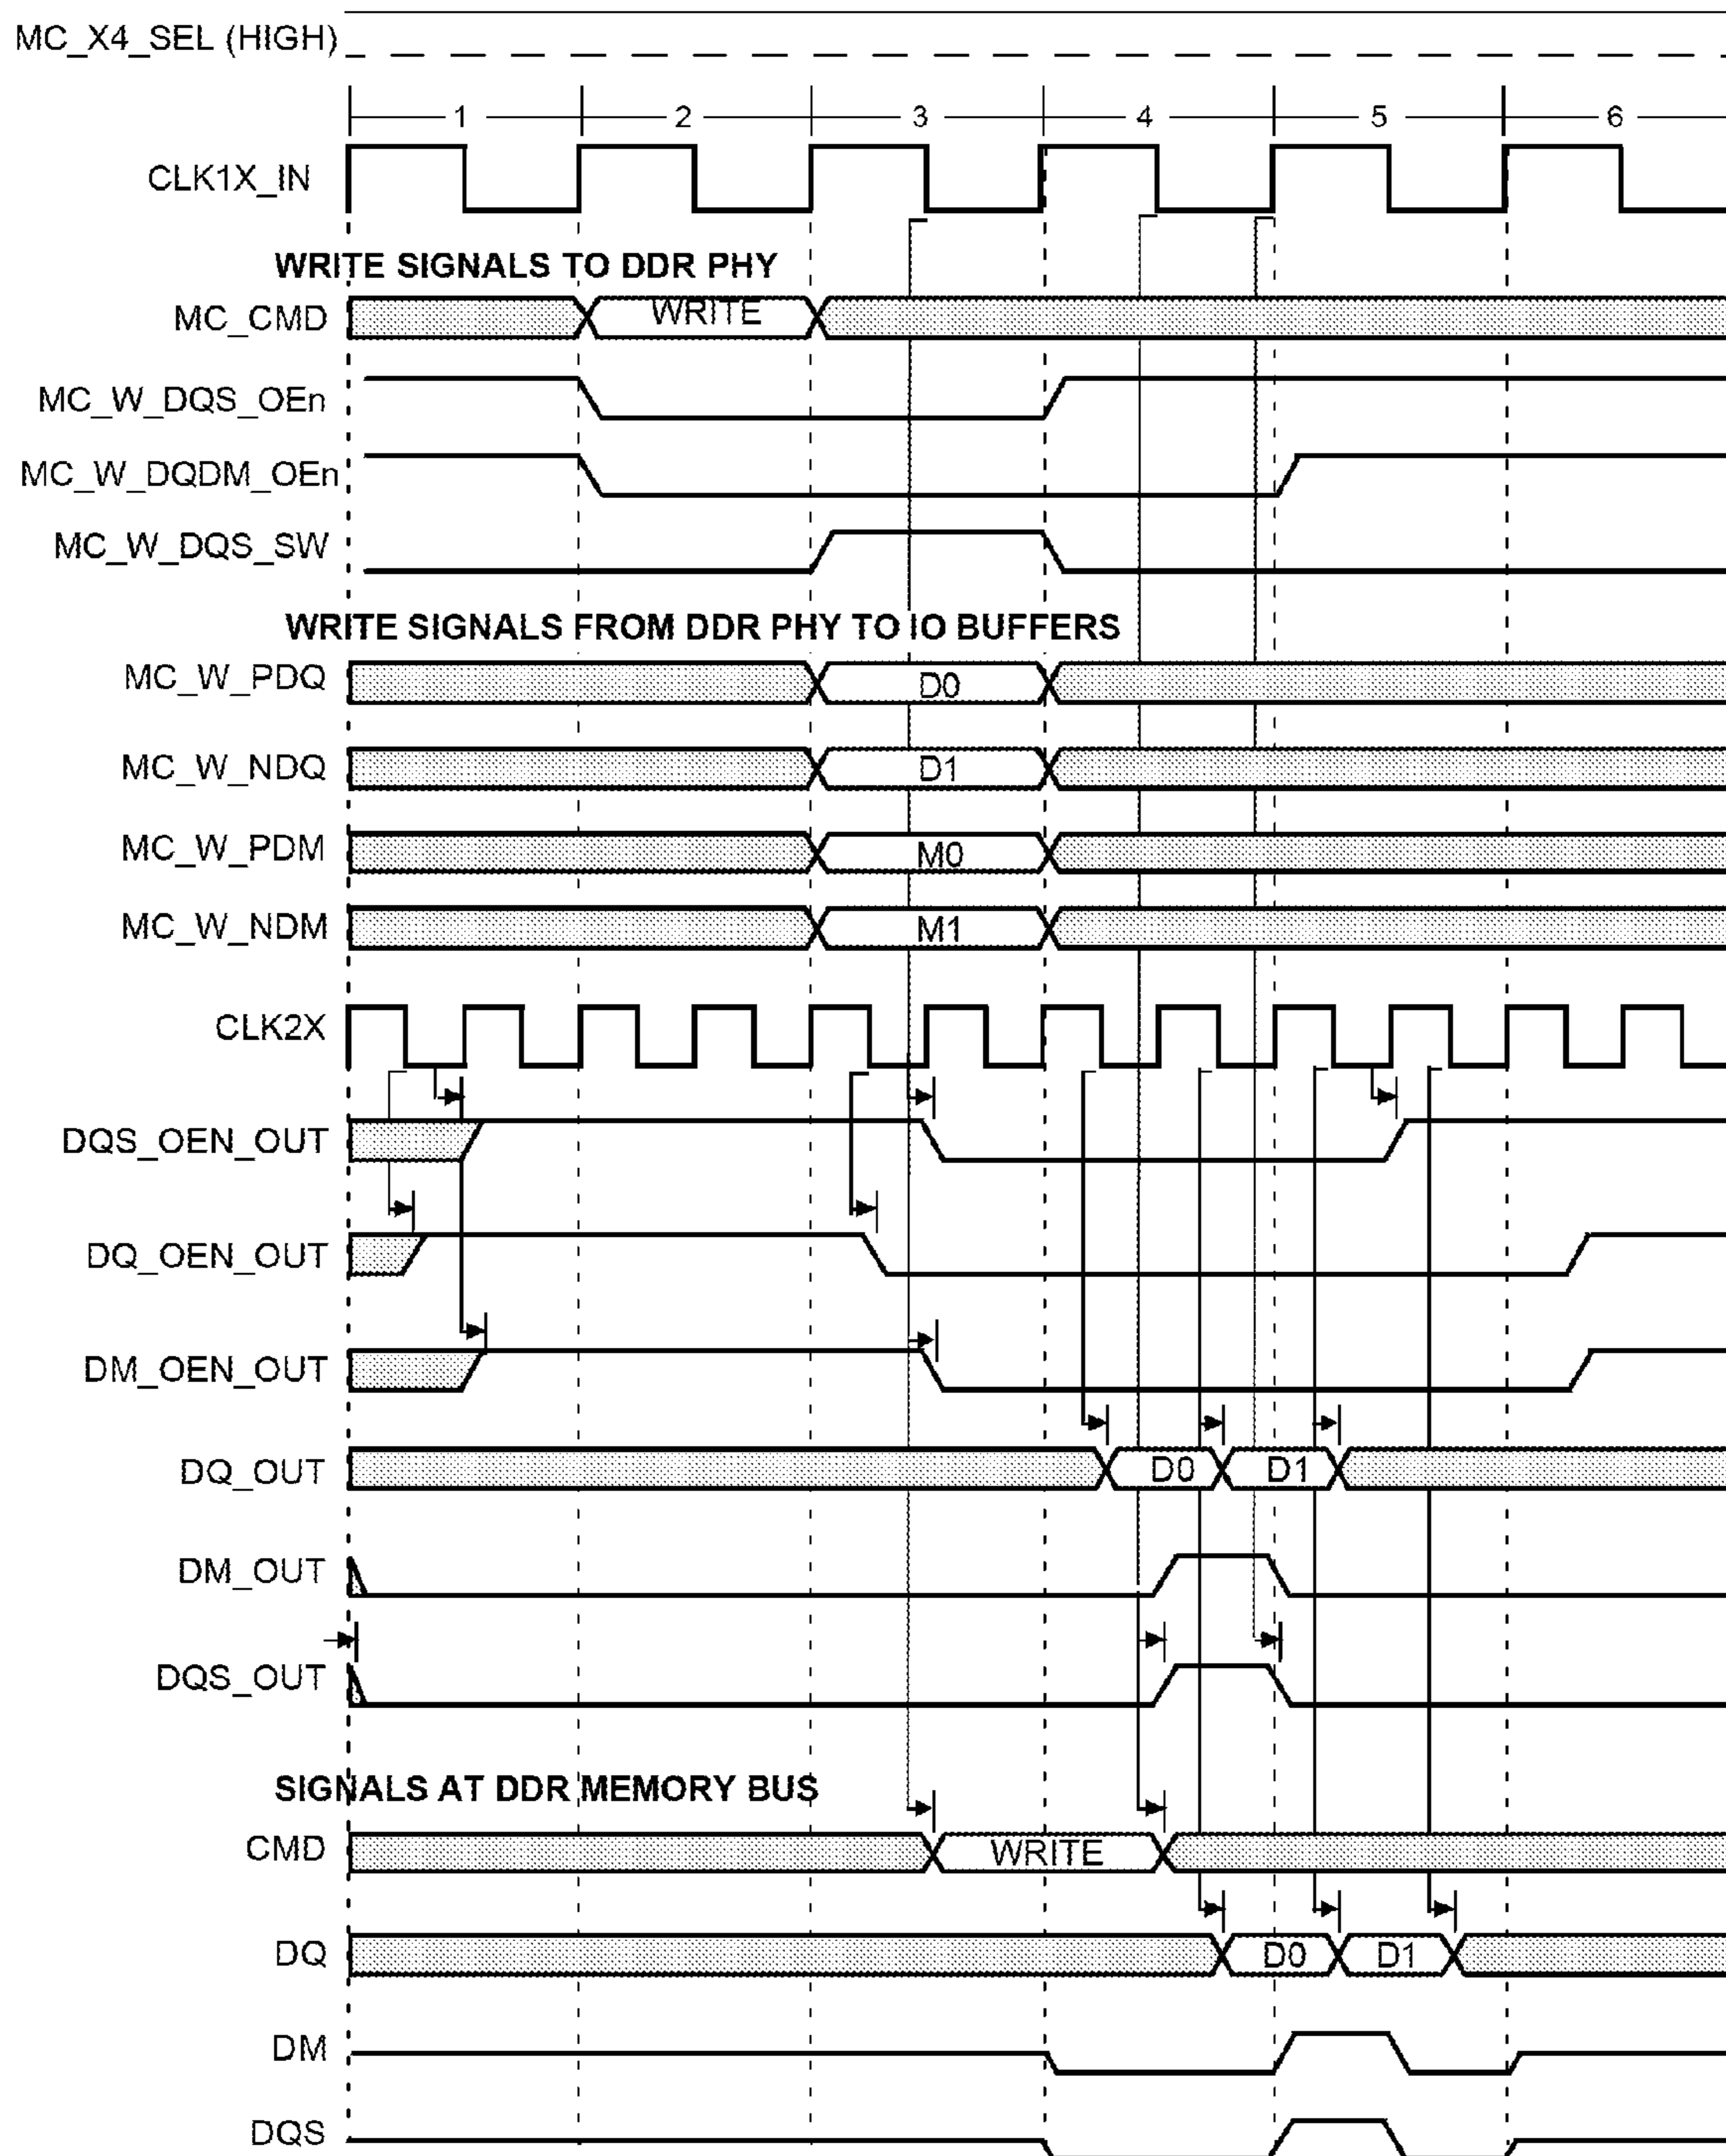 MC_X4_SEL (HIGH)
1 2 3 4 5 6
CLK1X_IN
WRITE SIGNALS TO DDR PHY
MC_CMD WRITE
MC_W_DQS_OEn
MC_W_DQDM_OEn
MC_W_DQS_SW
WRITE SIGNALS FROM DDR PHY TO IO BUFFERS
MC_W_PDQ D0
MC_W_NDQ D1
MC_W_PDM M0
MC_W_NDM M1
CLK2X
DQS_OEN_OUT
DQ_OEN_OUT
DM_OEN_OUT
DQ_OUT D0 D1
DM_OUT
DQS_OUT
SIGNALS AT DDR MEMORY BUS
CMD WRITE
DQ D0 D1
DM
DQS